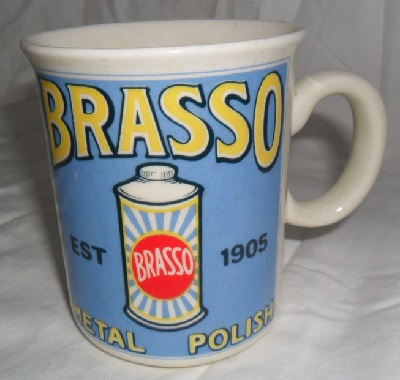 BRASSO
EST 1905
BRASSO
METAL POLISH